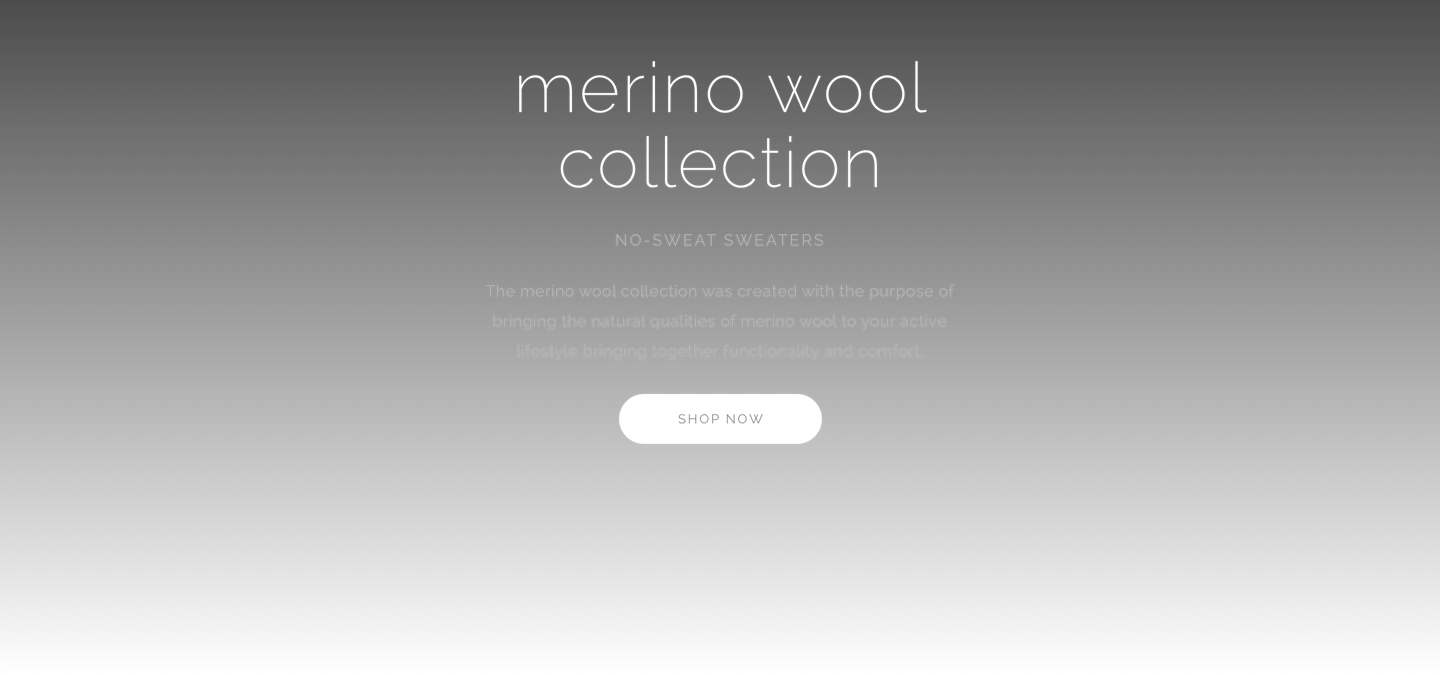 merino wool
collection
NO-SWEAT SWEATERS
The merino wool collection was created with the purpose of
bringing the natural qualities of merino wool to your active
lifestyle bringing together functionality and comfort.
SHOP NOW